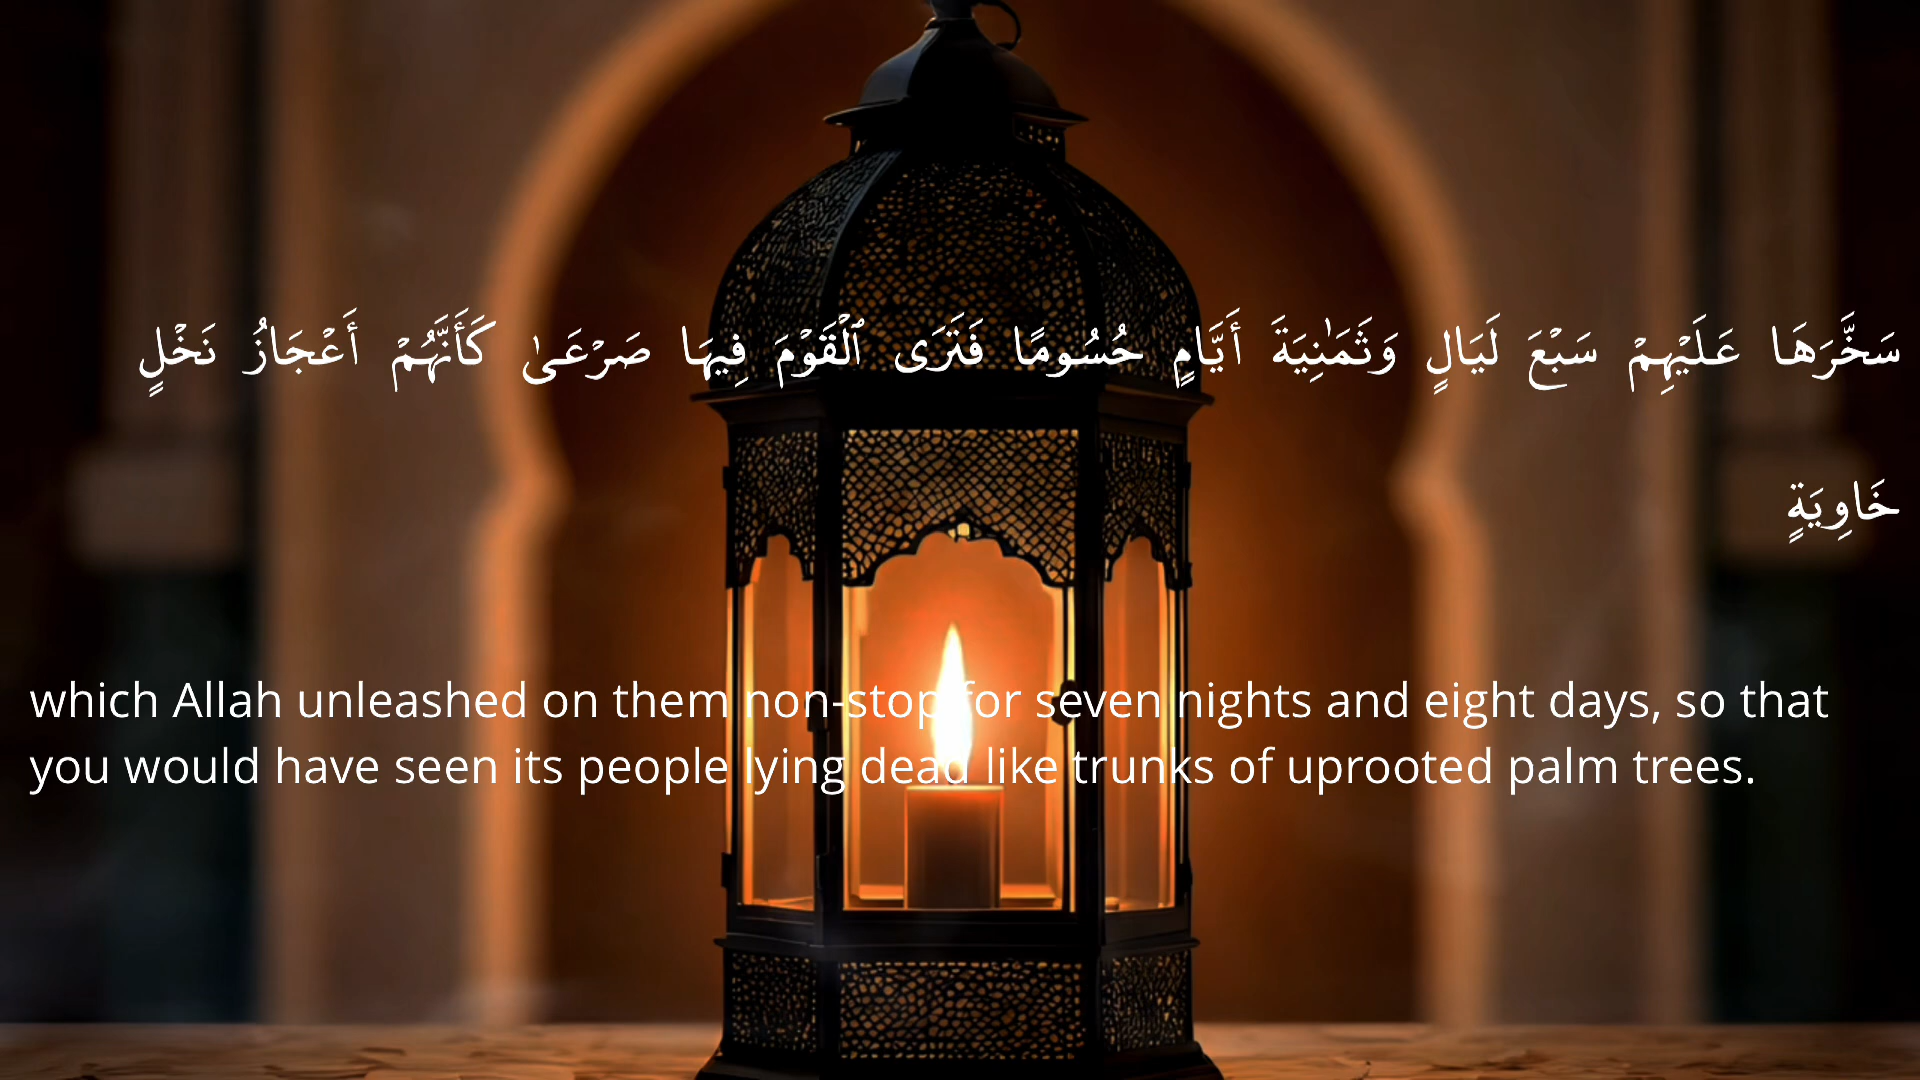 سَخَّرَهَا عَلَيْهِمْ سَبْعَ لَيَالٍ وَثَمَـٰنِيَةَ أَيَّامٍ حُسُومًا فَتَرَى ٱلْقَوْمَ فِيهَا صَرْعَىٰ كَأَنَّهُمْ أَعْجَازُ نَخْلٍ
خَاوِيَةٍ
which Allah unleashed on them non-stop for seven nights and eight days, so that
you would have seen its people lying dead like trunks of uprooted palm trees.